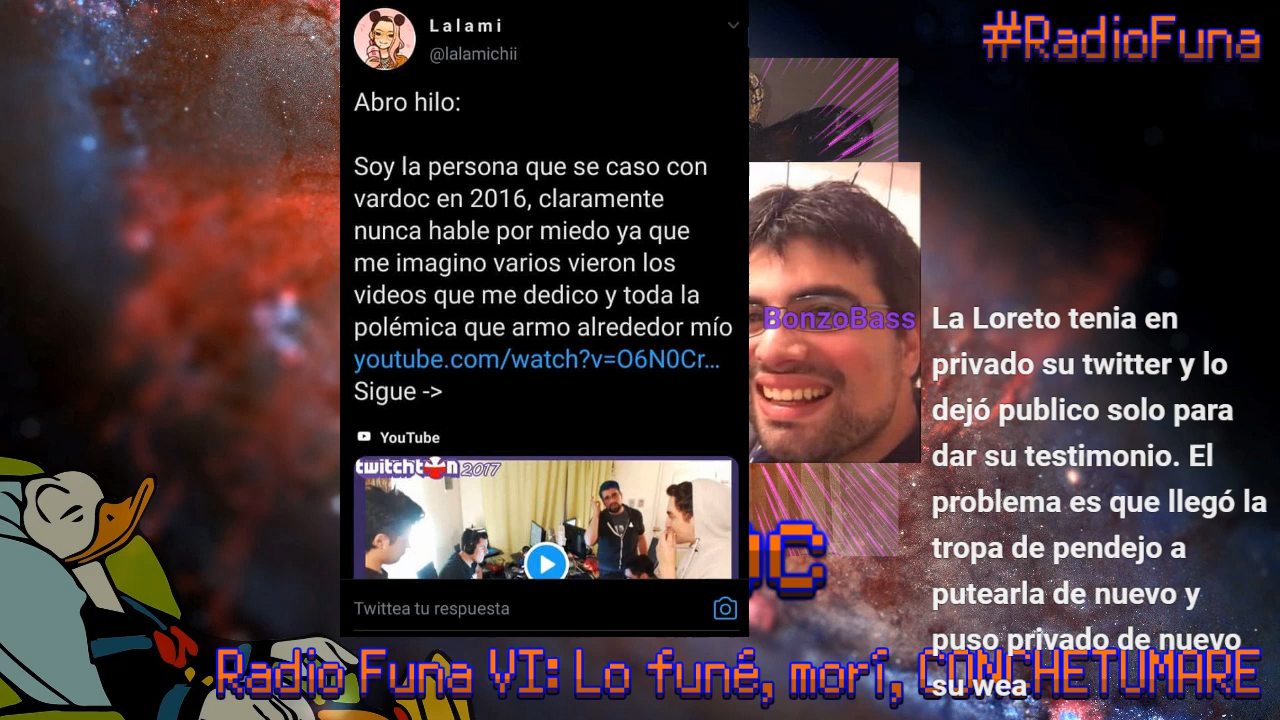 #RadioFuna
Lalami
@lalamichii
Abro hilo:
Soy la persona que se caso con
vardoc en 2016, claramente
nunca hable por miedo ya que
me imagino varios vieron los
videos que me dedico y toda la
polémica que armo alrededor mío
youtube.com/watch?v=O6N0Cr...
Sigue ->
YouTube
twitchton 2017
Twittea tu respuesta
BonzoBass
La Loreto tenia en
privado su twitter y lo
dejó publico solo para
dar su testimonio. El
problema es que llegó la
tropa de pendejo a
putearla de nuevo y
puso privado de nuevo
su wea
Radio Funa VI: Lo funé, morí, CONCHETUMARE